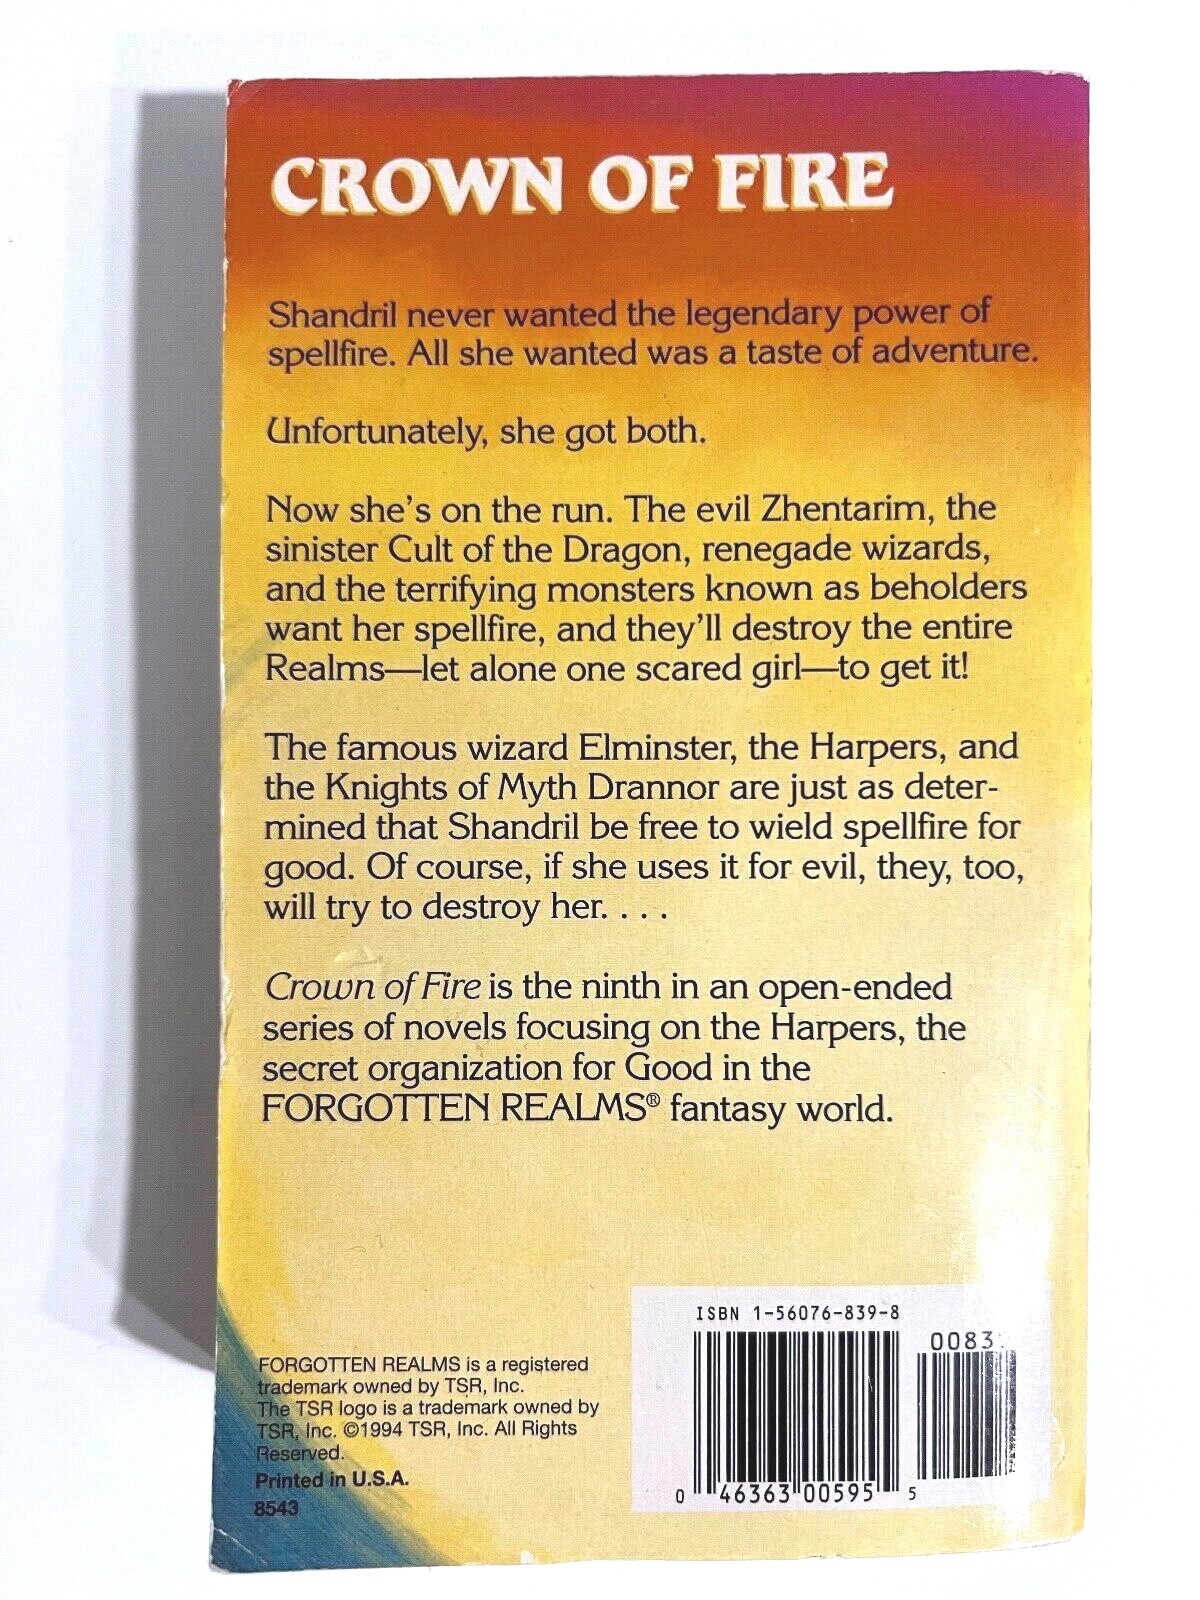 CROWN OF FIRE
Shandril never wanted the legendary power of
spellfire. All she wanted was a taste of adventure.
Unfortunately, she got both.
Now she's on the run. The evil Zhentarim, the
sinister Cult of the Dragon, renegade wizards,
and the terrifying monsters known as beholders
want her spellfire, and they'll destroy the entire
Realms—let alone one scared girl—to get it!
The famous wizard Elminster, the Harpers, and
the Knights of Myth Drannor are just as deter-
mined that Shandril be free to wield spellfire for
good. Of course, if she uses it for evil, they, too,
will try to destroy her. . . .
Crown of Fire is the ninth in an open-ended
series of novels focusing on the Harpers, the
secret organization for Good in the
FORGOTTEN REALMS® fantasy world.
FORGOTTEN REALMS is a registered
trademark owned by TSR, Inc.
The TSR logo is a trademark owned by
TSR, Inc. ©1994 TSR, Inc. All Rights
Reserved.
Printed in U.S.A.
8543
ISBN 1-56076-839-8
0 46363 00595 5